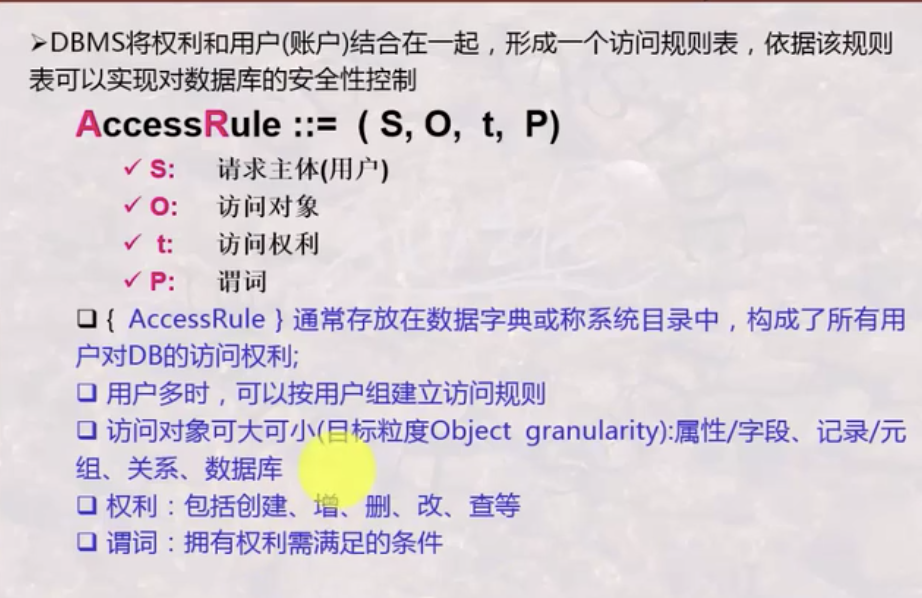 ➢DBMS将权利和用户(账户)结合在一起，形成一个访问规则表，依据该规则
表可以实现对数据库的安全性控制
AccessRule ::= ( S, O, t, P)
✓ S: 请求主体(用户)
✓ O: 访问对象
✓ t: 访问权利
✓ P: 谓词
❑ { AccessRule } 通常存放在数据字典或称系统目录中，构成了所有用
户对DB的访问权利;
❑ 用户多时，可以按用户组建立访问规则
❑ 访问对象可大可小(目标粒度Object granularity):属性/字段、记录/元
组、关系、数据库
❑ 权利：包括创建、增、删、改、查等
❑ 谓词：拥有权利需满足的条件